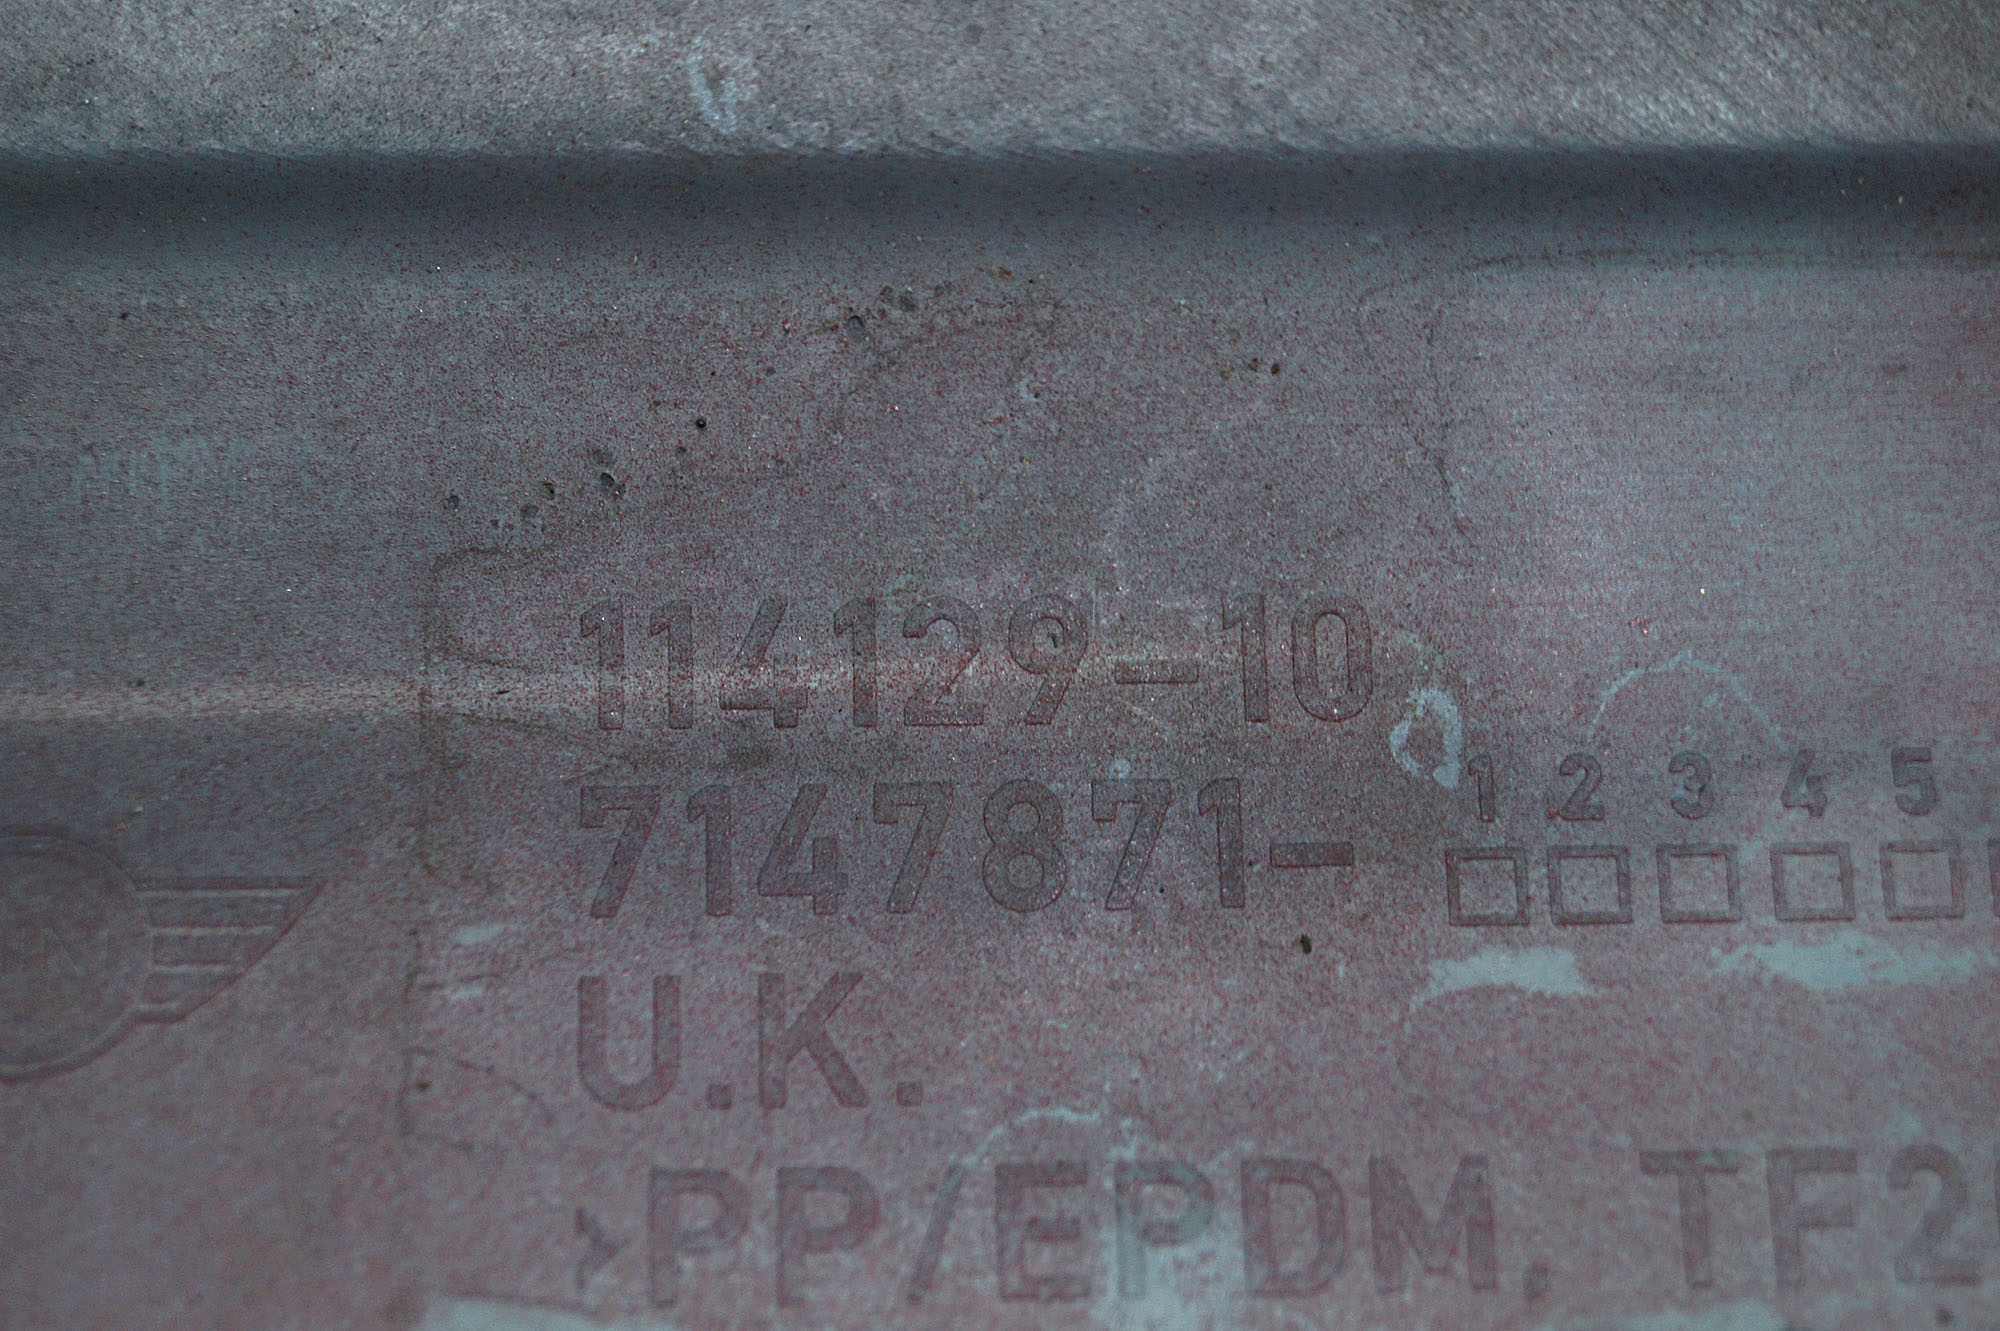 114129-10
7147871-
1 2 3 4 5
U.K.
>PP/EPDM, TF2